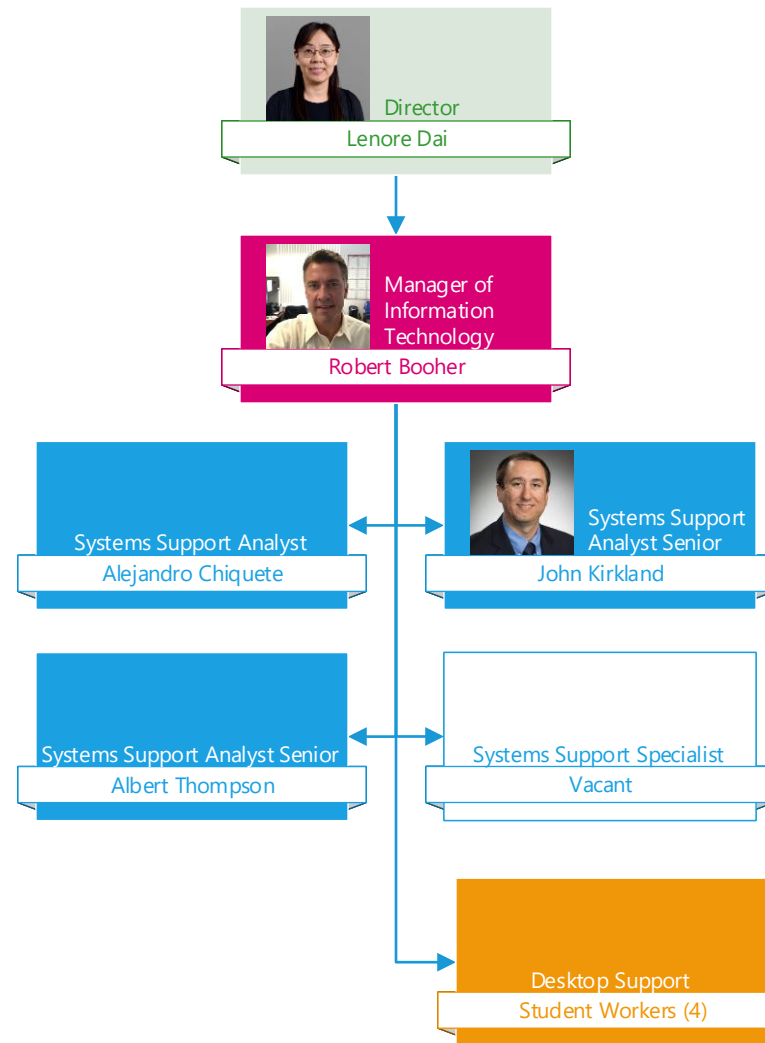 Director
Lenore Dai
Manager of
Information
Technology
Robert Booher
Systems Support Analyst
Alejandro Chiquete
Systems Support
Analyst Senior
John Kirkland
Systems Support Analyst Senior
Albert Thompson
Systems Support Specialist
Vacant
Desktop Support
Student Workers (4)